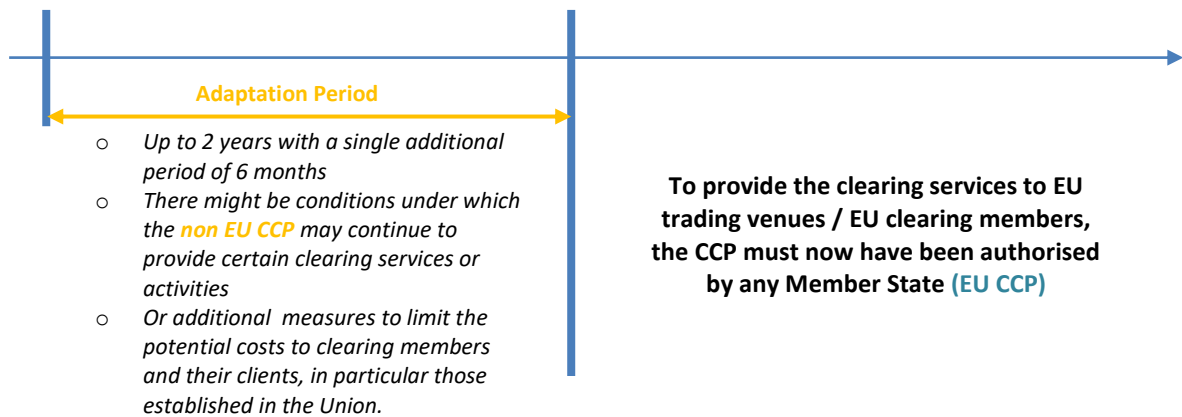 Adaptation Period
o Up to 2 years with a single additional
period of 6 months
o There might be conditions under which
the non EU CCP may continue to
provide certain clearing services or
activities
o Or additional  measures to limit the
potential costs to clearing members
and their clients, in particular those
established in the Union.
To provide the clearing services to EU
trading venues / EU clearing members,
the CCP must now have been authorised
by any Member State (EU CCP)